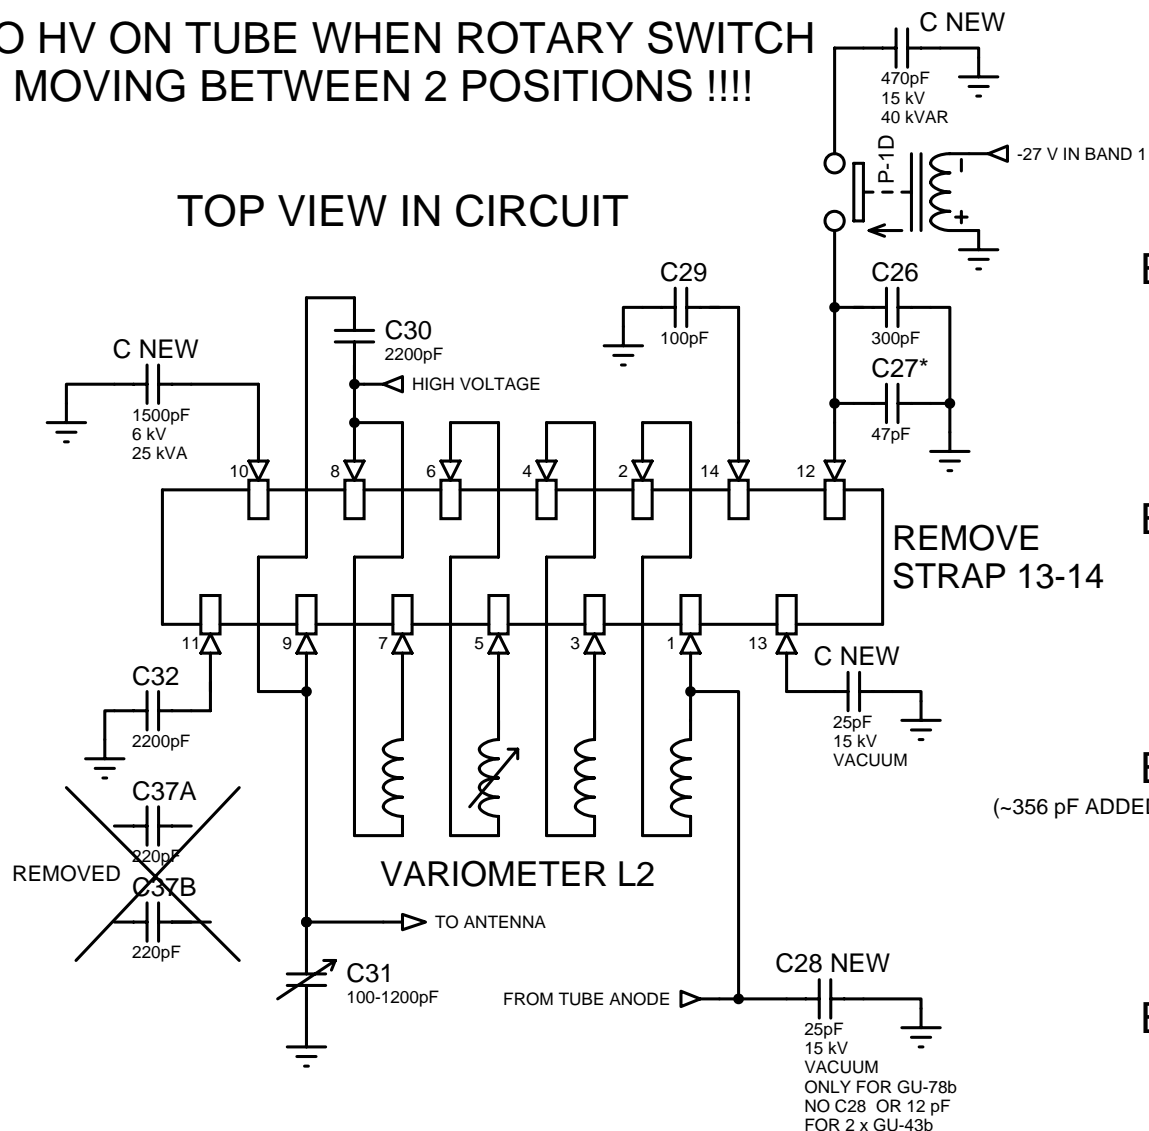 O HV ON TUBE WHEN ROTARY SWITCH
MOVING BETWEEN 2 POSITIONS !!!!
C NEW
470pF
15 kV
40 kVAR
P-1D
-27 V IN BAND 1
TOP VIEW IN CIRCUIT
C29
100pF
C26
300pF
C27*
47pF
C30
2200pF
HIGH VOLTAGE
C NEW
1500pF
6 kV
25 kVA
10
8
6
4
2
14
12
REMOVE
STRAP 13-14
11
9
7
5
3
1
13
C NEW
25pF
15 kV
VACUUM
C32
2200pF
C37A
220pF
REMOVED
C37B
220pF
VARIOMETER L2
TO ANTENNA
C31
100-1200pF
FROM TUBE ANODE
C28 NEW
25pF
15 kV
VACUUM
ONLY FOR GU-78b
NO C28 OR 12 pF
FOR 2 x GU-43b
(~356 pF ADDED